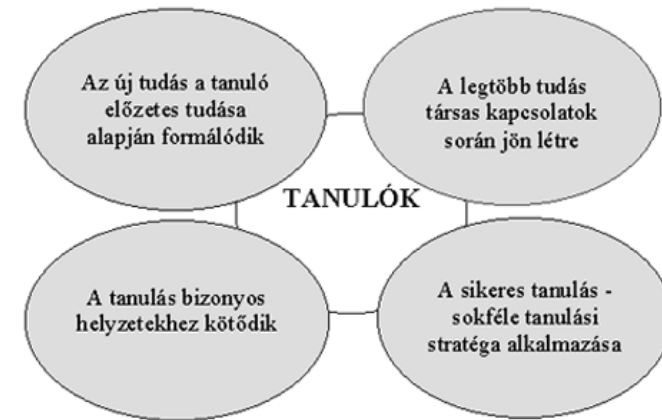 Az új tudás a tanuló
előzetes tudása
alapján formálódik
A legtöbb tudás
társas kapcsolatok
során jön létre
TANULÓK
A tanulás bizonyos
helyzetekhez kötődik
A sikeres tanulás -
sokféle tanulási
stratéga alkalmazása